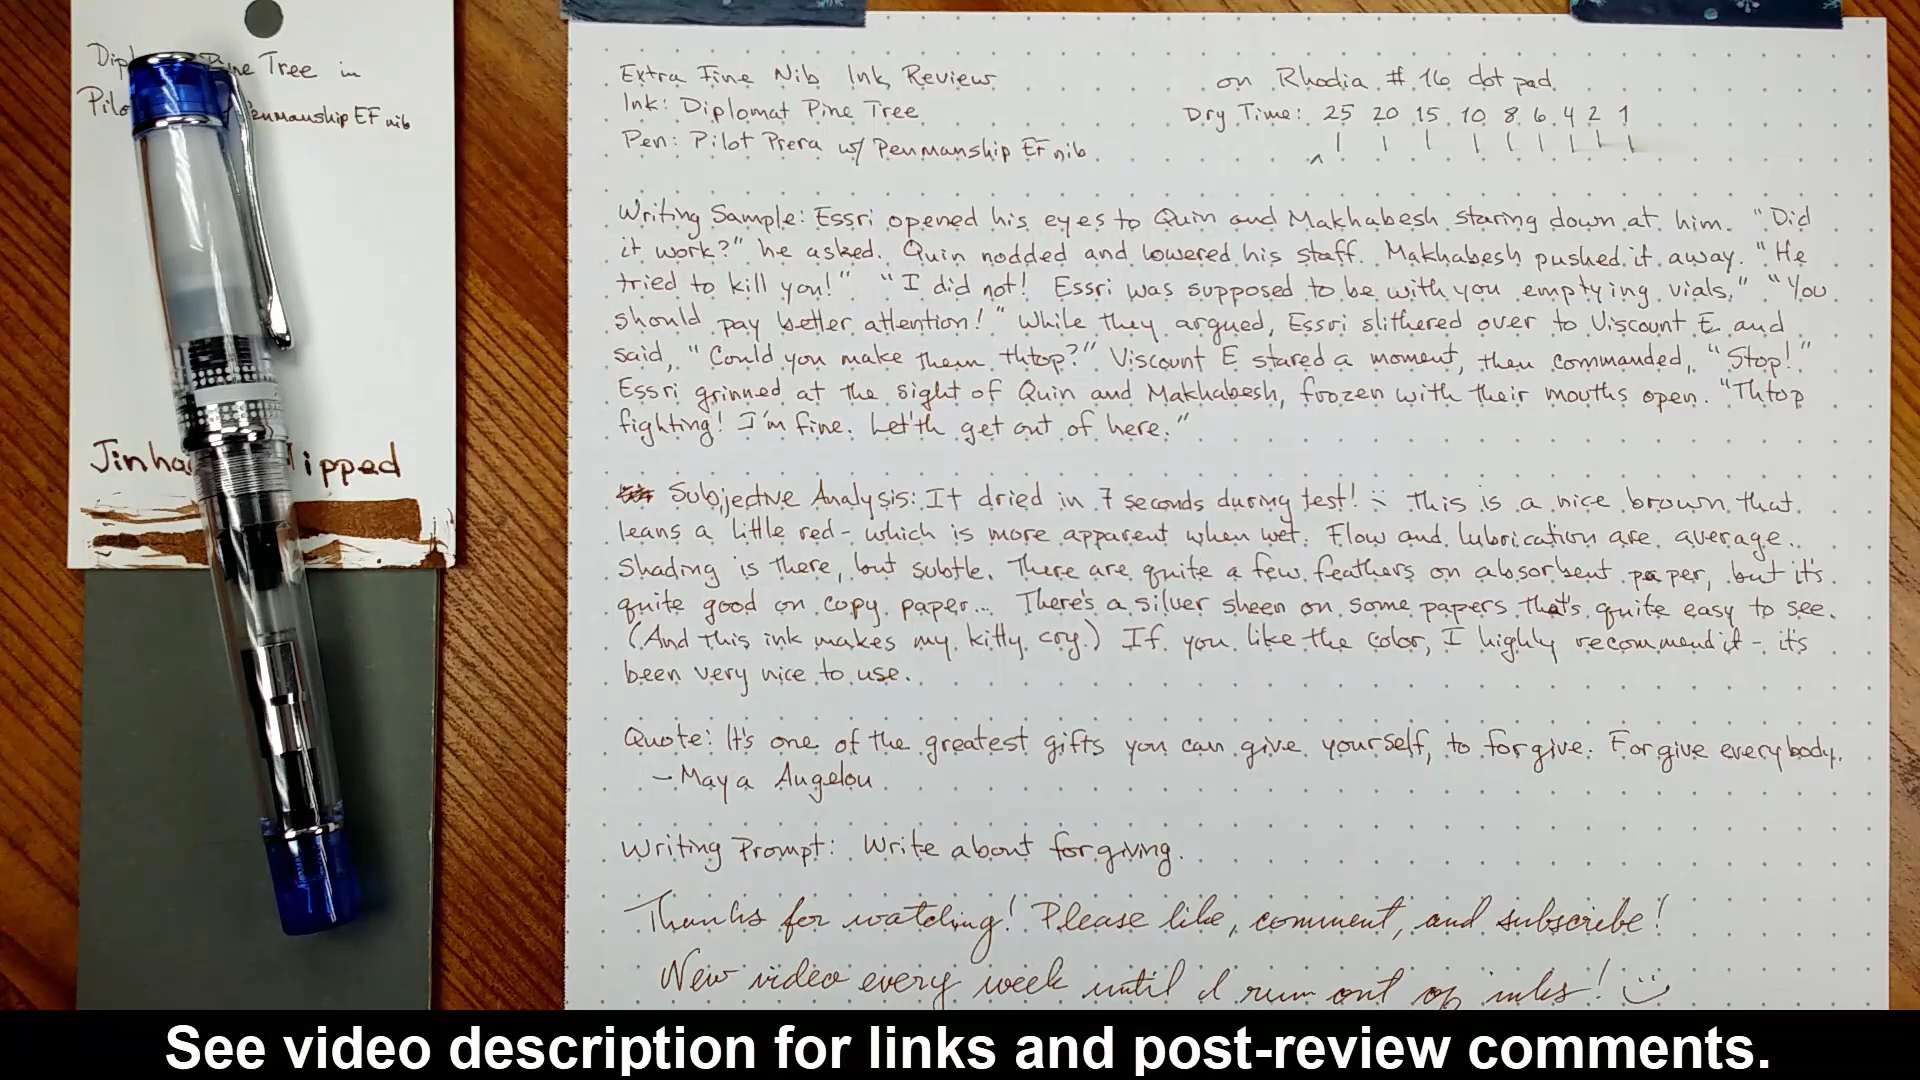 Pine Tree in
Penmanship EF nib
Extra Fine Nib Ink Review
on Rhodia #16 dot pad
Ink: Diplomat Pine Tree
Dry Time: 25 20 15 10 8 6 4 2 1
Pen: Pilot Prera w/ Penmanship EF nib
Writing Sample: Essri opened his eyes to Quin and Makhabesh staring down at him. "Did
it work?" he asked. Quin nodded and lowered his staff. Makhabesh pushed it away. "He
tried to kill you!" "I did not! Essri was supposed to be with you emptying vials." "You
should pay better attention!" While they argued, Essri slithered over to Viscount E and
said, "Could you make them thtop?" Viscount E stared a moment, then commanded, "Stop!"
Essri grinned at the sight of Quin and Makhabesh, frozen with their mouths open. "Thtop
fighting! I'm fine. Let'th get out of here."
Subjective Analysis: It dried in 7 seconds during test! :) This is a nice brown that
leans a little red - which is more apparent when wet. Flow and lubrication are average.
Shading is there, but subtle. There are quite a few feathers on absorbent paper, but it's
quite good on copy paper... There's a silver sheen on some papers that's quite easy to see.
(And this ink makes my kitty cry.) If you like the color, I highly recommend it - it's
been very nice to use.
Quote: It's one of the greatest gifts you can give yourself, to forgive. Forgive everybody.
- Maya Angelou
Writing Prompt: Write about forgiving.
Thanks for watching! Please like, comment, and subscribe!
New video every week until I run out of inks! :)
See video description for links and post-review comments.